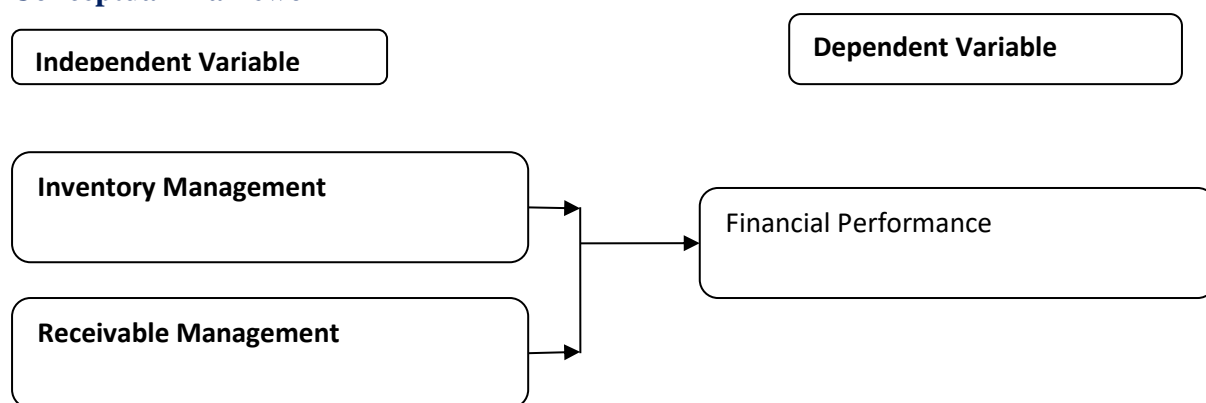 Independent Variable
Dependent Variable
Inventory Management
Financial Performance
Receivable Management